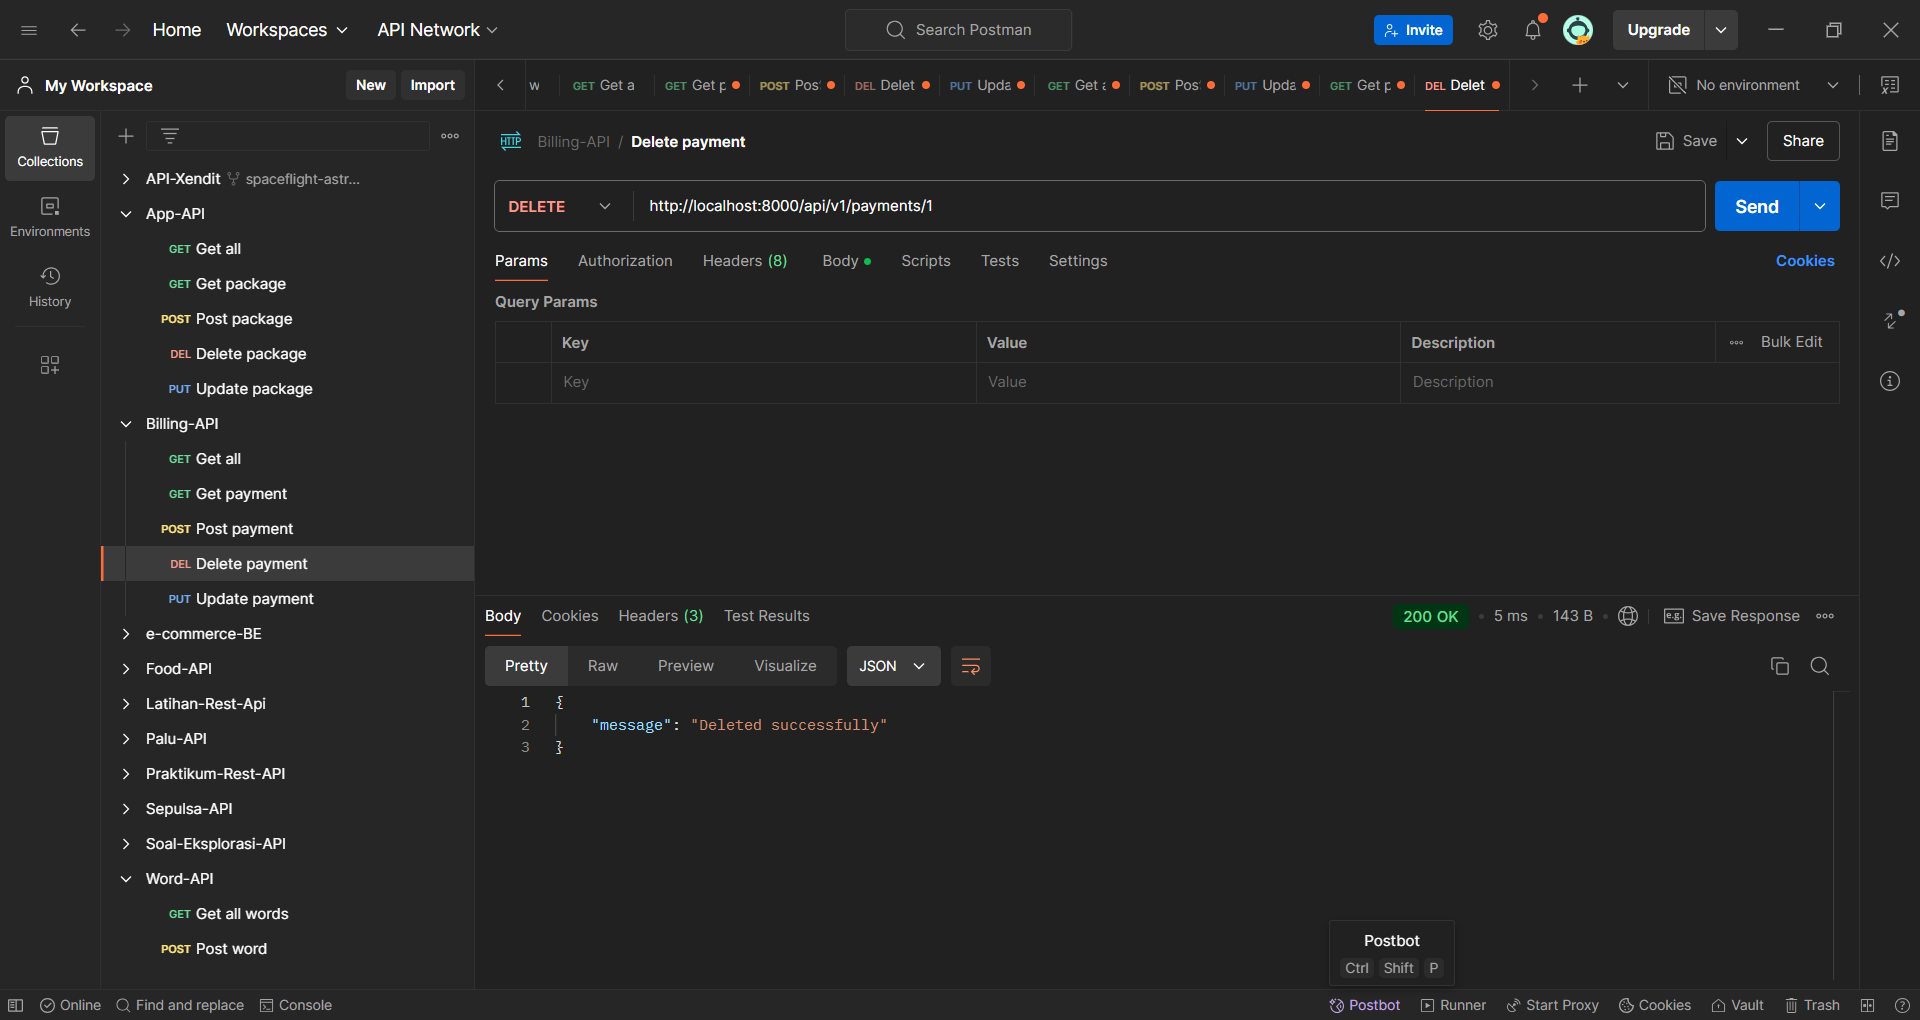 Home Workspaces API Network Search Postman Invite Upgrade
My Workspace New Import
w GET Get a GET Get p POST Pos DEL Delet PUT Upda GET Get a POST Pos PUT Upda GET Get p DEL Delet No environment
Collections
Environments
History
API-Xendit spaceflight-astr...
App-API
GET Get all
GET Get package
POST Post package
DEL Delete package
PUT Update package
Billing-API
GET Get all
GET Get payment
POST Post payment
DEL Delete payment
PUT Update payment
e-commerce-BE
Food-API
Latihan-Rest-Api
Palu-API
Praktikum-Rest-API
Sepulsa-API
Soal-Eksplorasi-API
Word-API
GET Get all words
POST Post word
HTTP Billing-API / Delete payment Save Share
DELETE http://localhost:8000/api/v1/payments/1 Send
Params Authorization Headers (8) Body Scripts Tests Settings Cookies
Query Params
Key Value Description Bulk Edit
Key Value Description
Body Cookies Headers (3) Test Results 200 OK 5 ms 143 B e.g. Save Response
Pretty Raw Preview Visualize JSON
1 {
2 "message": "Deleted successfully"
3 }
Postbot
Ctrl Shift P
Online Find and replace Console Postbot Runner Start Proxy Cookies Vault Trash